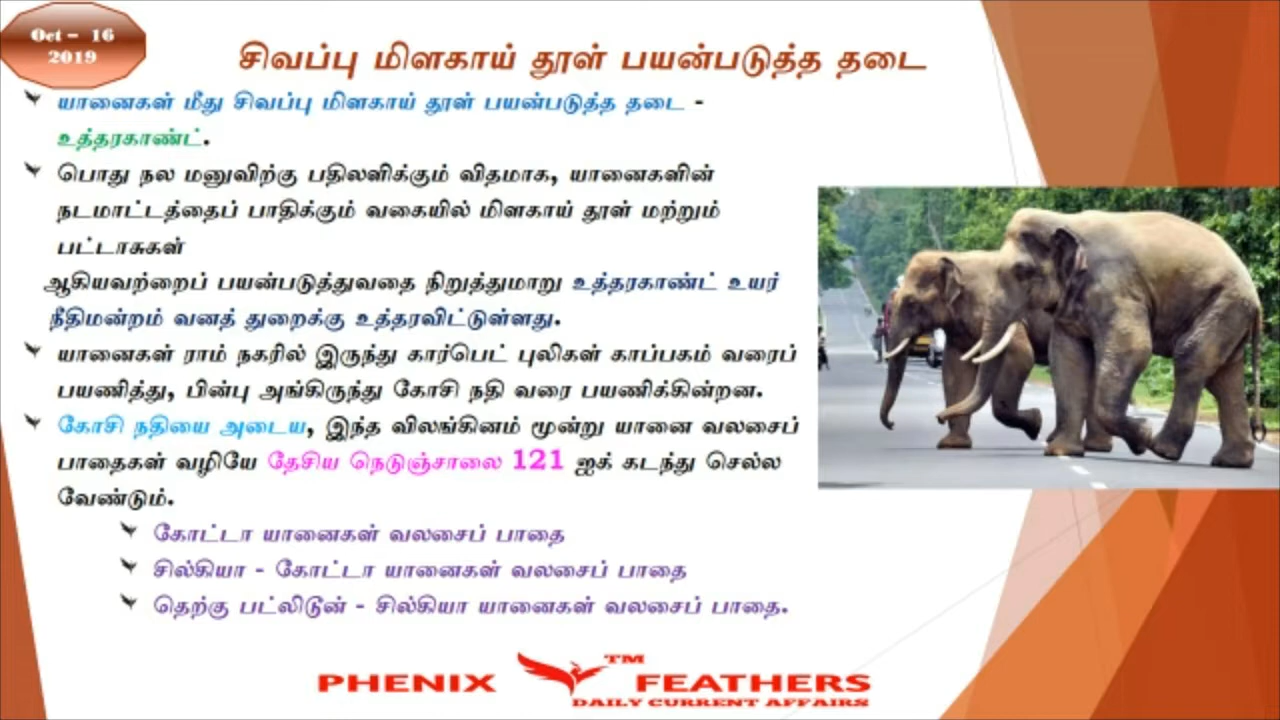 Oct – 16
2019
சிவப்பு மிளகாய் தூள் பயன்படுத்த தடை
யானைகள் மீது சிவப்பு மிளகாய் தூள் பயன்படுத்த தடை -
உத்தரகாண்ட்.
பொது நல மனுவிற்கு பதிலளிக்கும் விதமாக, யானைகளின்
நடமாட்டத்தைப் பாதிக்கும் வகையில் மிளகாய் தூள் மற்றும்
பட்டாசுகள்
ஆகியவற்றைப் பயன்படுத்துவதை நிறுத்துமாறு உத்தரகாண்ட் உயர்
நீதிமன்றம் வனத் துறைக்கு உத்தரவிட்டுள்ளது.
யானைகள் ராம் நகரில் இருந்து கார்பெட் புலிகள் காப்பகம் வரைப்
பயணித்து, பின்பு அங்கிருந்து கோசி நதி வரை பயணிக்கின்றன.
கோசி நதியை அடைய, இந்த விலங்கினம் மூன்று யானை வலசைப்
பாதைகள் வழியே தேசிய நெடுஞ்சாலை 121 ஐக் கடந்து செல்ல
வேண்டும்.
கோட்டா யானைகள் வலசைப் பாதை
சில்கியா - கோட்டா யானைகள் வலசைப் பாதை
தெற்கு பட்லிடூன் - சில்கியா யானைகள் வலசைப் பாதை.
PHENIX FEATHERS TM
DAILY CURRENT AFFAIRS